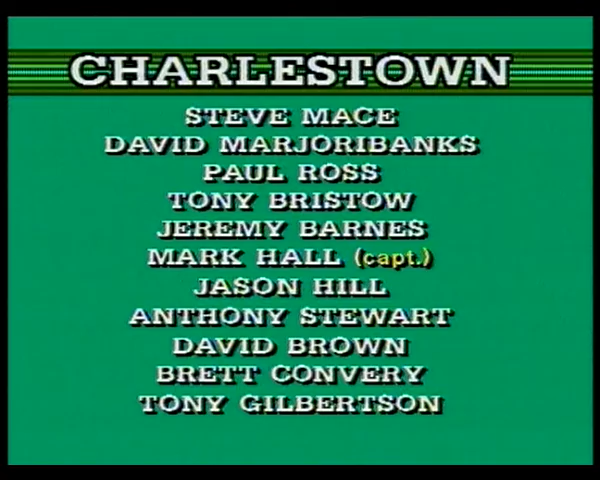 CHARLESTOWN
STEVE MACE
DAVID MARJORIBANKS
PAUL ROSS
TONY BRISTOW
JEREMY BARNES
MARK HALL (capt.)
JASON HILL
ANTHONY STEWART
DAVID BROWN
BRETT CONVERY
TONY GILBERTSON